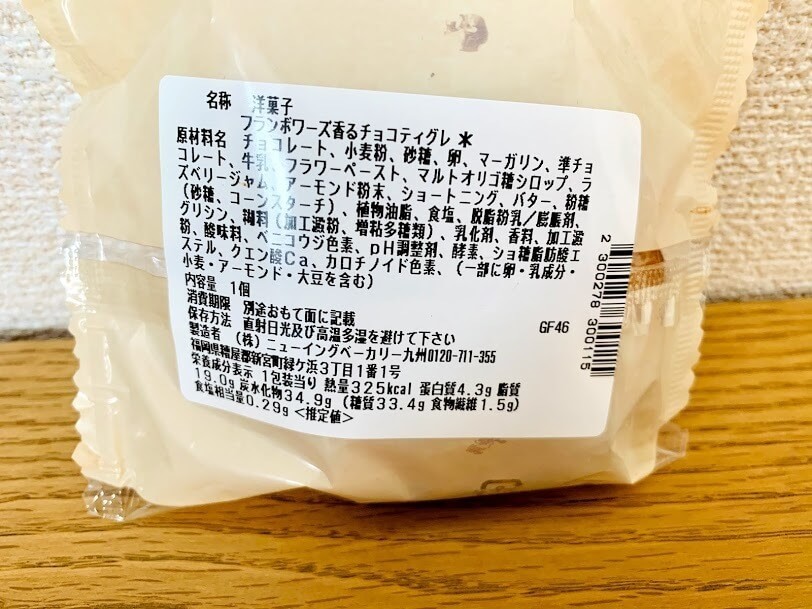 名称 洋菓子
フランボワーズ香るチョコティグレ ※
原材料名 チョコレート、小麦粉、砂糖、卵、マーガリン、準チョ
コレート、牛乳、フラワーペースト、マルトオリゴ糖シロップ、ラ
ズベリージャム、アーモンド粉末、ショートニング、バター、粉糖
(砂糖、コーンスターチ)、植物油脂、食塩、脱脂粉乳/膨脹剤、
グリシン、糊料(加工澱粉、増粘多糖類)、乳化剤、香料、加工澱
粉、酸味料、ベニコウジ色素、pH調整剤、酵素、ショ糖脂肪酸エ
ステル、クエン酸Ca、カロチノイド色素、(一部に卵・乳成分・
小麦・アーモンド・大豆を含む)
内容量 1個
消費期限 別途おもて面に記載
保存方法 直射日光及び高温多湿を避けて下さい
製造者 (株)ニューイングベーカリー九州0120-711-355
福岡県糟屋郡新宮町緑ケ浜3丁目1番1号
栄養成分表示 1包装当り 熱量325kcal 蛋白質4.3g 脂質
19.0g 炭水化物34.9g (糖質33.4g 食物繊維1.5g)
食塩相当量0.29g <推定値>
GF46
2 300278 300115